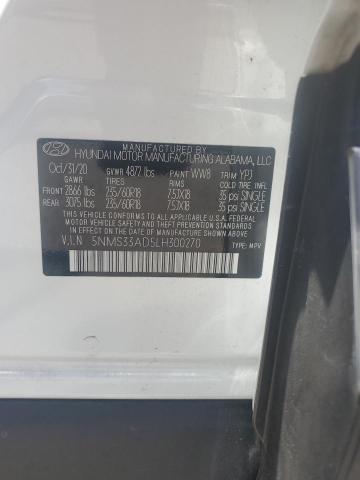 MANUFACTURED BY
HYUNDAI MOTOR MANUFACTURING ALABAMA, LLC
Oct/31/20 GVWR 4872 lbs PAINT WW8 TRIM YPJ
GAWR TIRES RIMS
FRONT 2866 lbs 235/60R18 7.5JX18 35 psi SINGLE
REAR 3075 lbs 235/60R18 7.5JX18 35 psi SINGLE
THIS VEHICLE CONFORMS TO ALL APPLICABLE U.S.A FEDERAL
MOTOR VEHICLE SAFETY AND THEFT PREVENTION STANDARDS
IN EFFECT ON THE DATE OF MANUFACTURE SHOWN ABOVE.
V.I.N 5NMS33AD5LH300270 TYPE: MPV